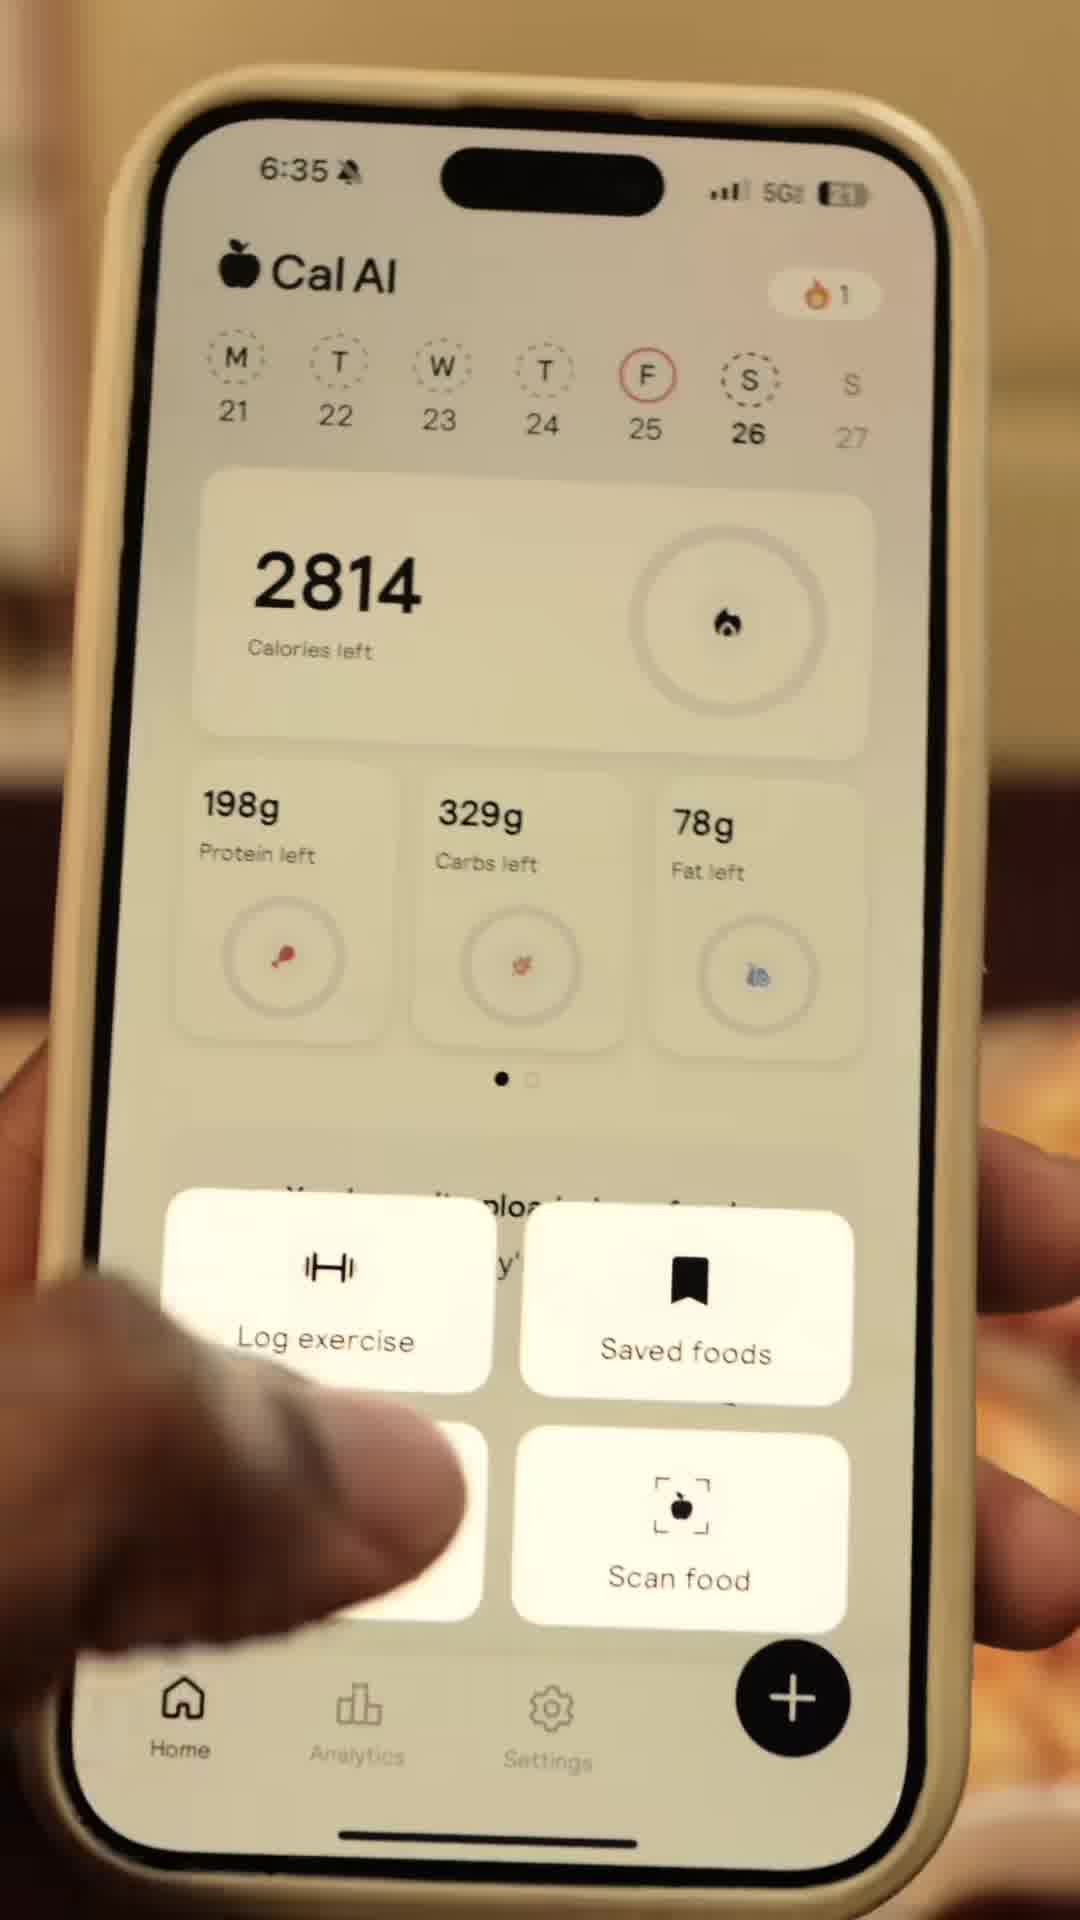 6:35
5G
Cal AI
1
M T W T F S S
21 22 23 24 25 26 27
2814
Calories left
198g 329g 78g
Protein left Carbs left Fat left
Log exercise Saved foods
Scan food
Home Analytics Settings